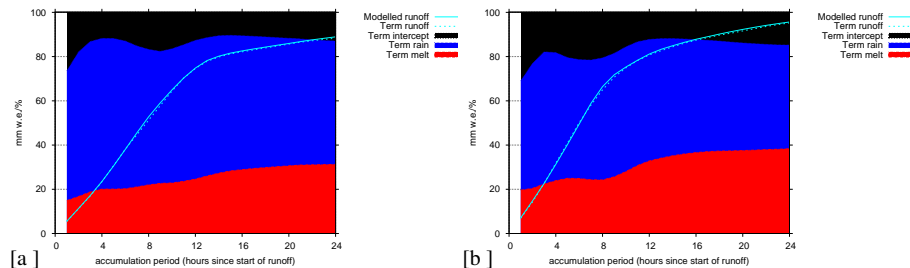 100
80
60
40
20
0
mm w.e./%
0 4 8 12 16 20 24
accumulation period (hours since start of runoff)
Modelled runoff
Term runoff
Term intercept
Term rain
Term melt
[a ]
100
80
60
40
20
0
mm w.e./%
0 4 8 12 16 20 24
accumulation period (hours since start of runoff)
Modelled runoff
Term runoff
Term intercept
Term rain
Term melt
[b ]